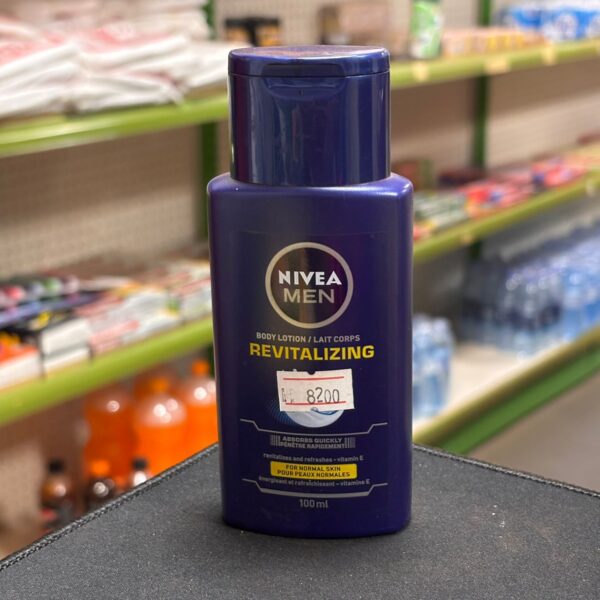 NIVEA
MEN
BODY LOTION / LAIT CORPS
REVITALIZING
8200
ABSORBS QUICKLY
PÉNÈTRE RAPIDEMENT
revitalises and refreshes – vitamin E
FOR NORMAL SKIN
POUR PEAUX NORMALES
énergisant et rafraîchissant – vitamine E
100 ml